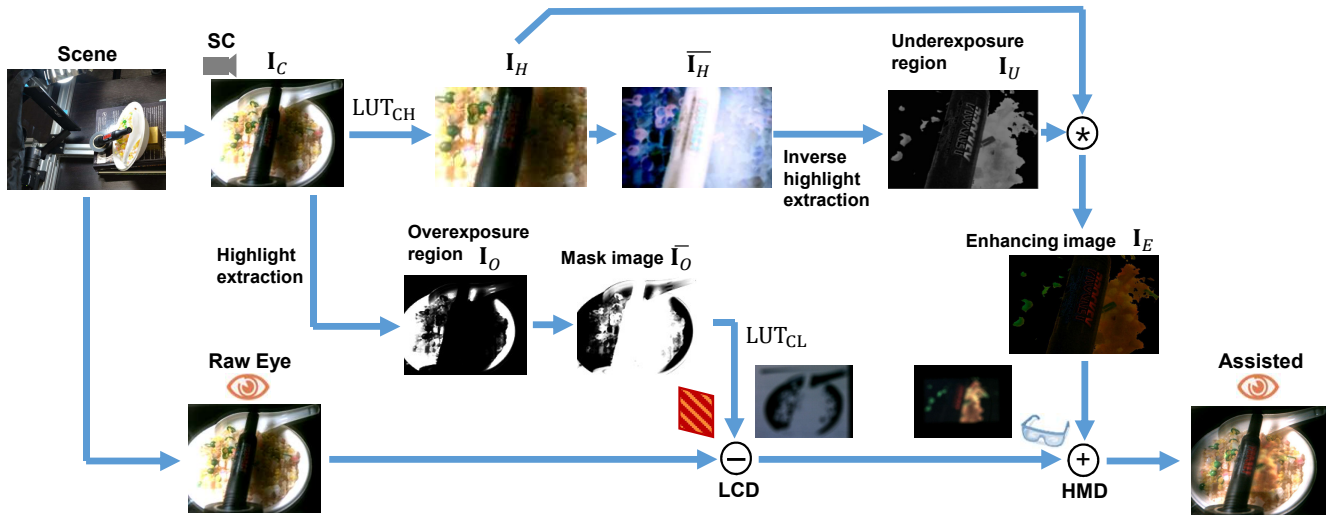 Scene
SC
𝐈_C
LUT_CH
𝐈_H
\overline{𝐈_H}
Inverse
highlight
extraction
Underexposure
region 𝐈_U
*
Highlight
extraction
Overexposure
region 𝐈_O
Mask image \overline{𝐈_O}
LUT_CL
Enhancing image 𝐈_E
Raw Eye
−
LCD
+
HMD
Assisted